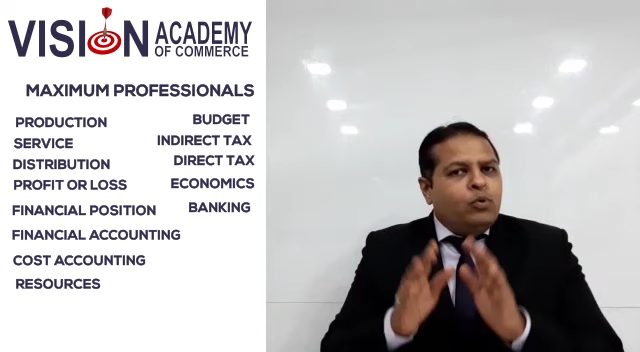 VISION ACADEMY
OF COMMERCE
MAXIMUM PROFESSIONALS
PRODUCTION
SERVICE
DISTRIBUTION
PROFIT OR LOSS
FINANCIAL POSITION
FINANCIAL ACCOUNTING
COST ACCOUNTING
RESOURCES
BUDGET
INDIRECT TAX
DIRECT TAX
ECONOMICS
BANKING